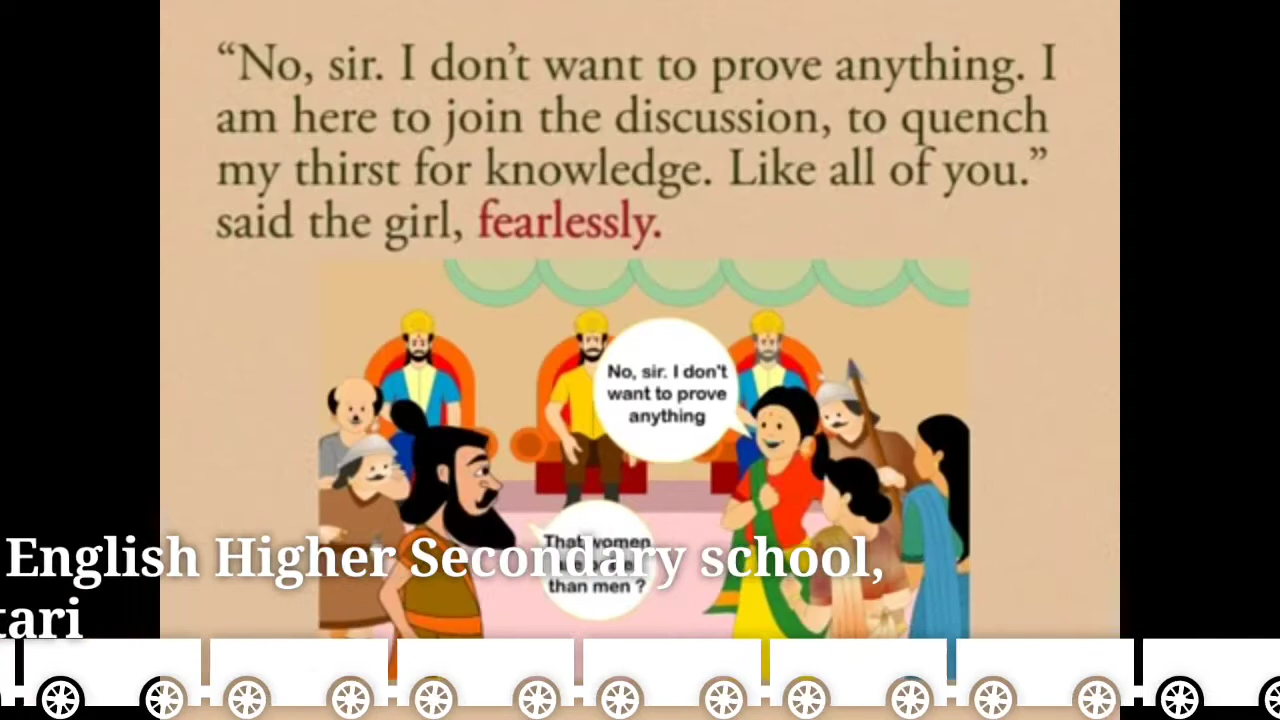 “No, sir. I don’t want to prove anything. I
am here to join the discussion, to quench
my thirst for knowledge. Like all of you.”
said the girl, fearlessly.
No, sir. I don't
want to prove
anything
That women
than men ?
English Higher Secondary school,
tari